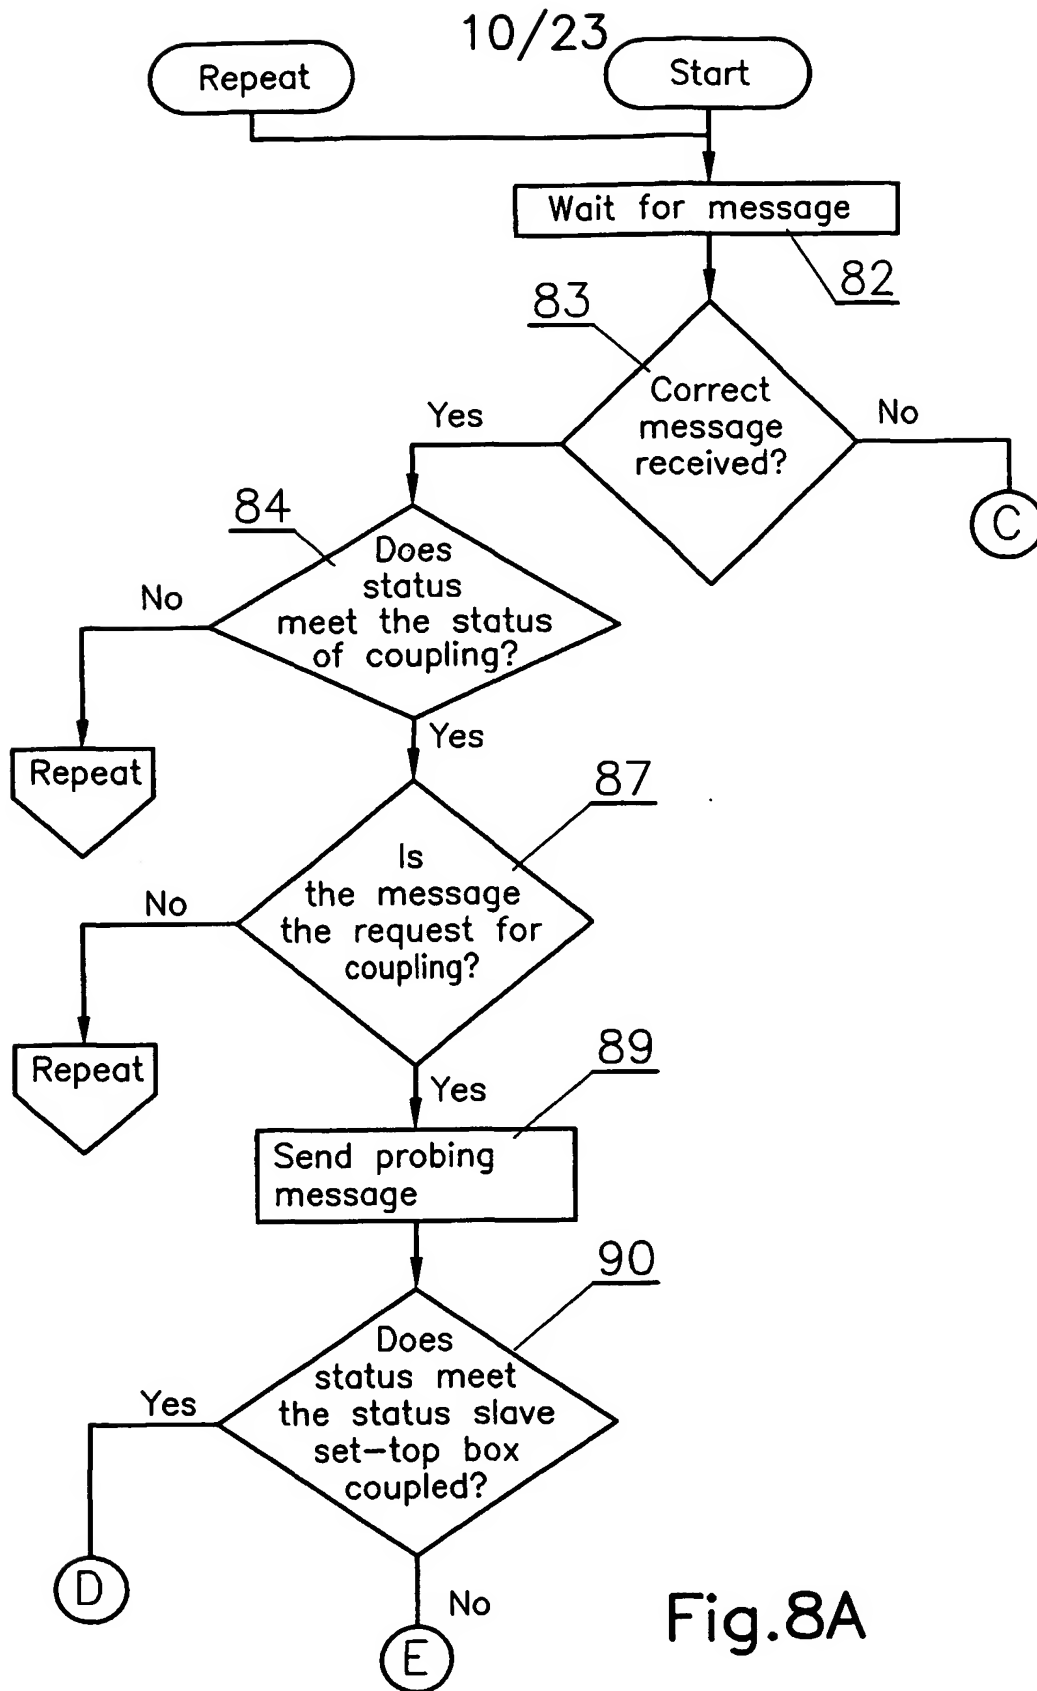 10/23
Repeat
Start
Wait for message
82
83
Correct
message
received?
Yes
No
C
84
Does
status
meet the status
of coupling?
No
Yes
Repeat
87
Is
the message
the request for
coupling?
No
Yes
Repeat
89
Send probing
message
90
Does
status meet
the status slave
set-top box
coupled?
Yes
D
No
E
Fig.8A